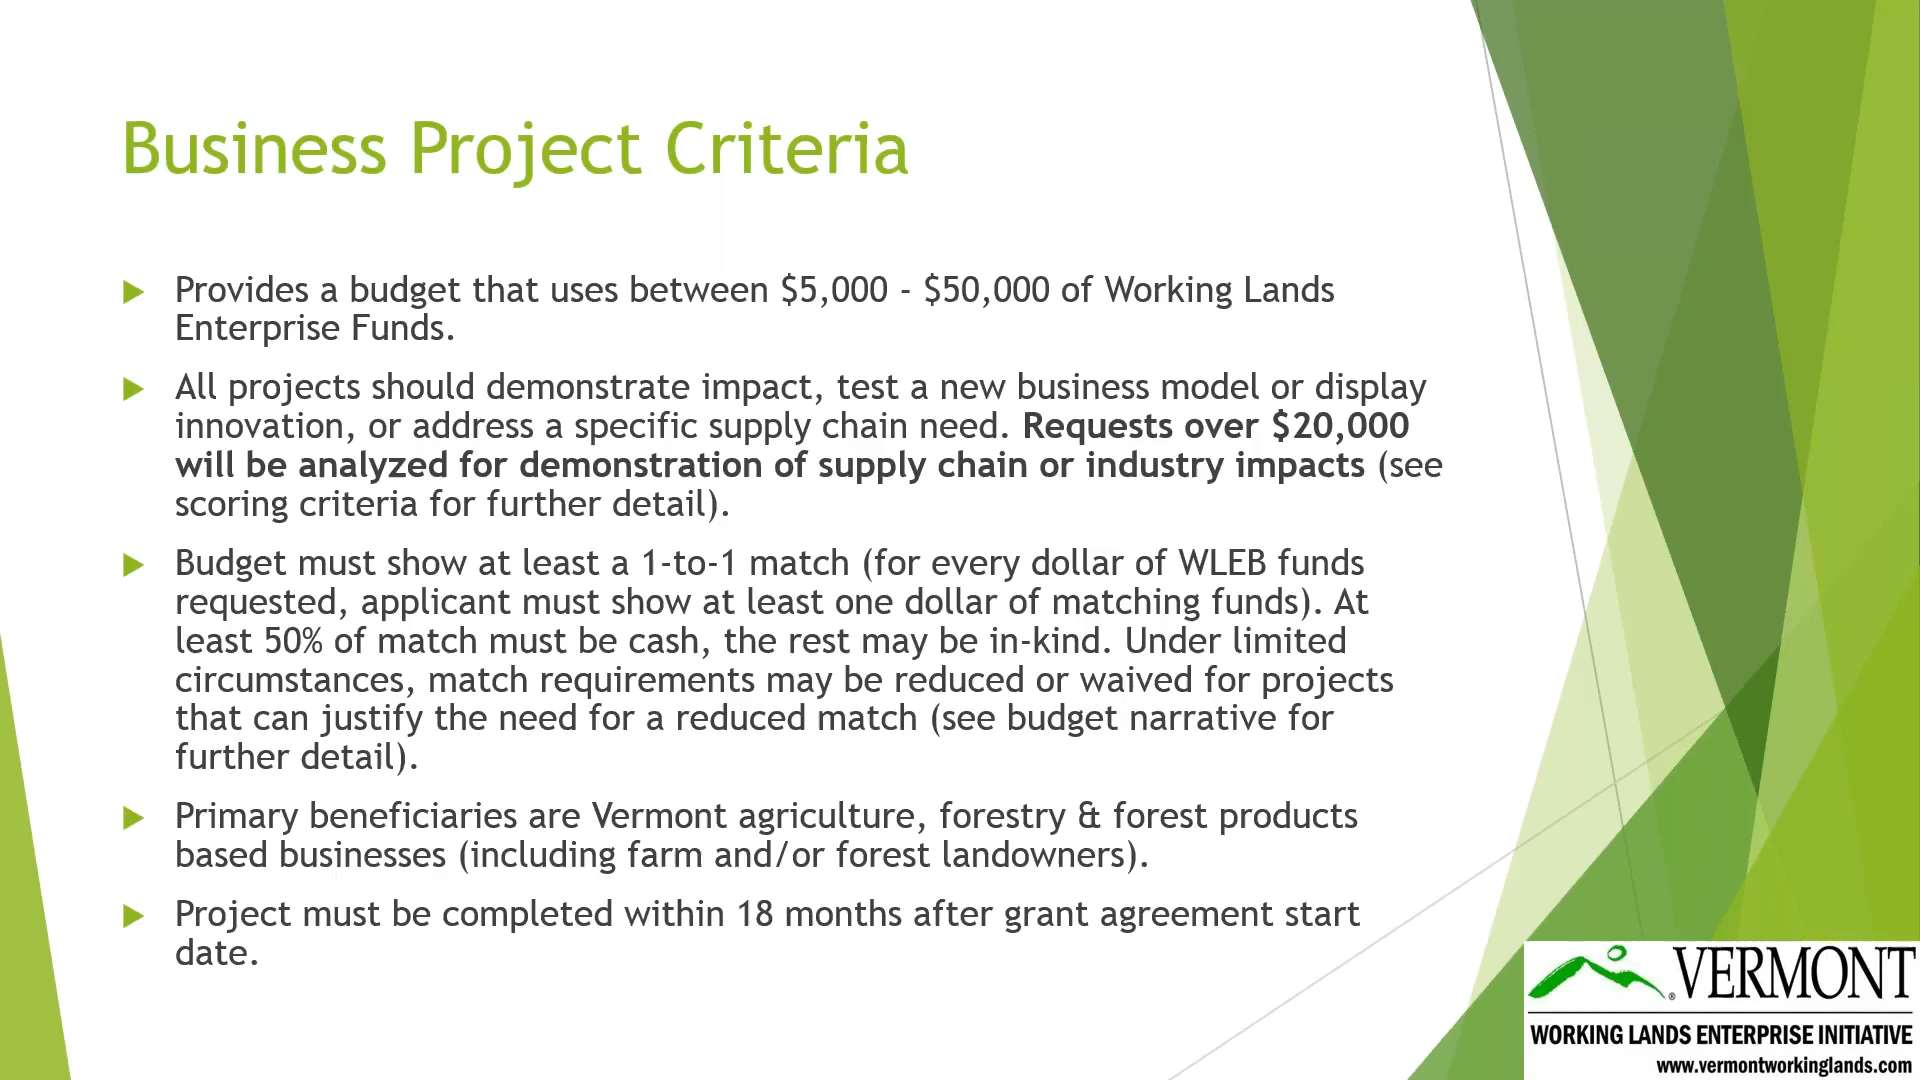 Business Project Criteria
Provides a budget that uses between $5,000 - $50,000 of Working Lands
Enterprise Funds.
All projects should demonstrate impact, test a new business model or display
innovation, or address a specific supply chain need. Requests over $20,000
will be analyzed for demonstration of supply chain or industry impacts (see
scoring criteria for further detail).
Budget must show at least a 1-to-1 match (for every dollar of WLEB funds
requested, applicant must show at least one dollar of matching funds). At
least 50% of match must be cash, the rest may be in-kind. Under limited
circumstances, match requirements may be reduced or waived for projects
that can justify the need for a reduced match (see budget narrative for
further detail).
Primary beneficiaries are Vermont agriculture, forestry & forest products
based businesses (including farm and/or forest landowners).
Project must be completed within 18 months after grant agreement start
date.
® VERMONT
WORKING LANDS ENTERPRISE INITIATIVE
www.vermontworkinglands.com